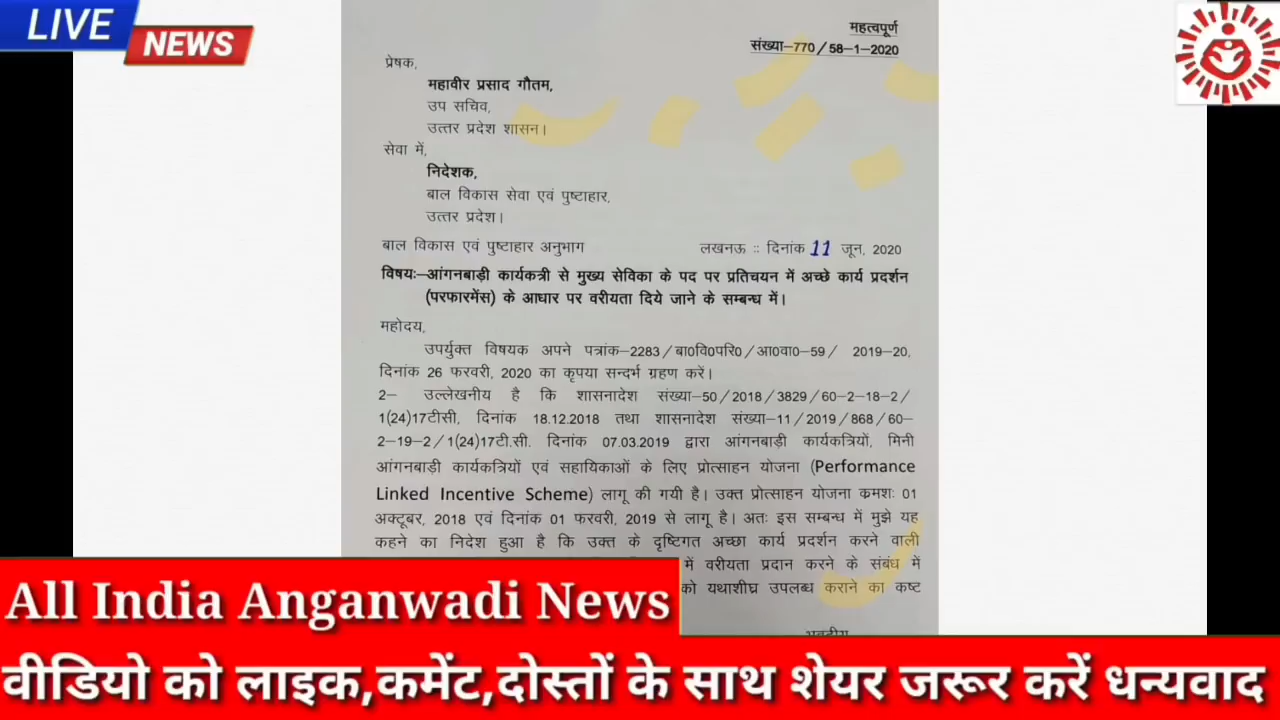 LIVE
NEWS
महत्वपूर्ण
संख्या–770/58–1–2020
प्रेषक,
महावीर प्रसाद गौतम,
उप सचिव,
उत्तर प्रदेश शासन।
सेवा में,
निदेशक,
बाल विकास सेवा एवं पुष्टाहार,
उत्तर प्रदेश।
बाल विकास एवं पुष्टाहार अनुभाग लखनऊ :: दिनांक 11 जून, 2020
विषयः–आंगनबाड़ी कार्यकत्री से मुख्य सेविका के पद पर प्रतिचयन में अच्छे कार्य प्रदर्शन
(परफारमेंस) के आधार पर वरीयता दिये जाने के सम्बन्ध में।
महोदय,
उपर्युक्त विषयक अपने पत्रांक–2283/बा0वि0परि0/आ0वा0–59/ 2019–20,
दिनांक 26 फरवरी, 2020 का कृपया सन्दर्भ ग्रहण करें।
2– उल्लेखनीय है कि शासनादेश संख्या–50/2018/3829/60–2–18–2/
1(24)17टीसी, दिनांक 18.12.2018 तथा शासनादेश संख्या–11/2019/868/60–
2–19–2/1(24)17टी.सी. दिनांक 07.03.2019 द्वारा आंगनबाड़ी कार्यकत्रियों, मिनी
आंगनबाड़ी कार्यकत्रियों एवं सहायिकाओं के लिए प्रोत्साहन योजना (Performance
Linked Incentive Scheme) लागू की गयी है। उक्त प्रोत्साहन योजना क्रमशः 01
अक्टूबर, 2018 एवं दिनांक 01 फरवरी, 2019 से लागू है। अतः इस सम्बन्ध में मुझे यह
कहने का निदेश हुआ है कि उक्त के दृष्टिगत अच्छा कार्य प्रदर्शन करने वाली
में वरीयता प्रदान करने के संबंध में
को यथाशीघ्र उपलब्ध कराने का कष्ट
All India Anganwadi News
वीडियो को लाइक,कमेंट,दोस्तों के साथ शेयर जरूर करें धन्यवाद